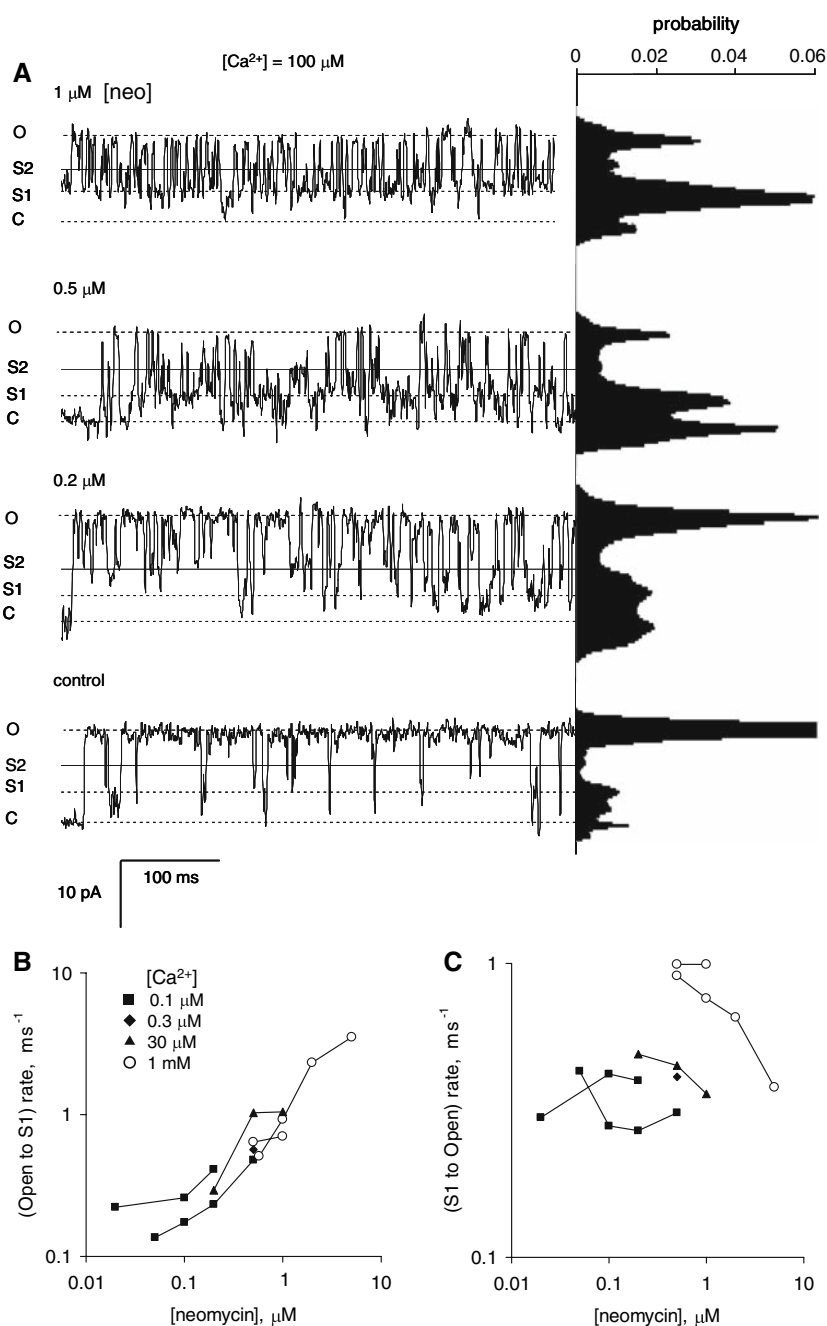 probability
A
[Ca²⁺] = 100 μM
0 0.02 0.04 0.06
1 μM [neo]
O
S2
S1
C
0.5 μM
O
S2
S1
C
0.2 μM
O
S2
S1
C
control
O
S2
S1
C
10 pA
100 ms
B
(Open to S1) rate, ms⁻¹
10
1
0.1
[Ca²⁺]
0.1 μM
0.3 μM
30 μM
1 mM
0.01 0.1 1 10
[neomycin], μM
C
(S1 to Open) rate, ms⁻¹
1
0.1
0.01 0.1 1 10
[neomycin], μM